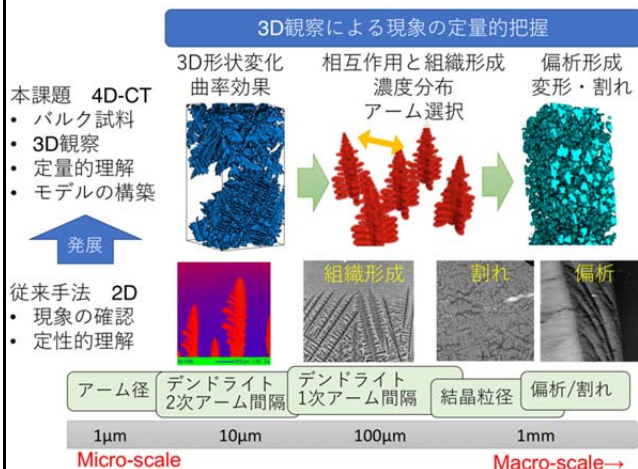 3D観察による現象の定量的把握
3D形状変化
曲率効果
相互作用と組織形成
濃度分布
アーム選択
偏析形成
変形・割れ
本課題 4D-CT
• バルク試料
• 3D観察
• 定量的理解
• モデルの構築
発展
従来手法 2D
• 現象の確認
• 定性的理解
組織形成
割れ
偏析
アーム径
デンドライト
2次アーム間隔
デンドライト
1次アーム間隔
結晶粒径
偏析/割れ
1μm
10μm
100μm
1mm
Micro-scale
Macro-scale→